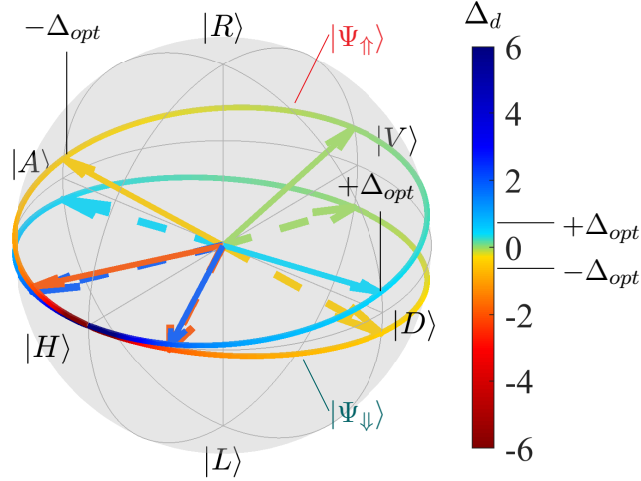 −Δ_opt
|R⟩
|Ψ_⇑⟩
Δ_d
|A⟩
|V⟩
+Δ_opt
|H⟩
|D⟩
|Ψ_⇓⟩
|L⟩
6
4
2
+Δ_opt
0
−Δ_opt
-2
-4
-6